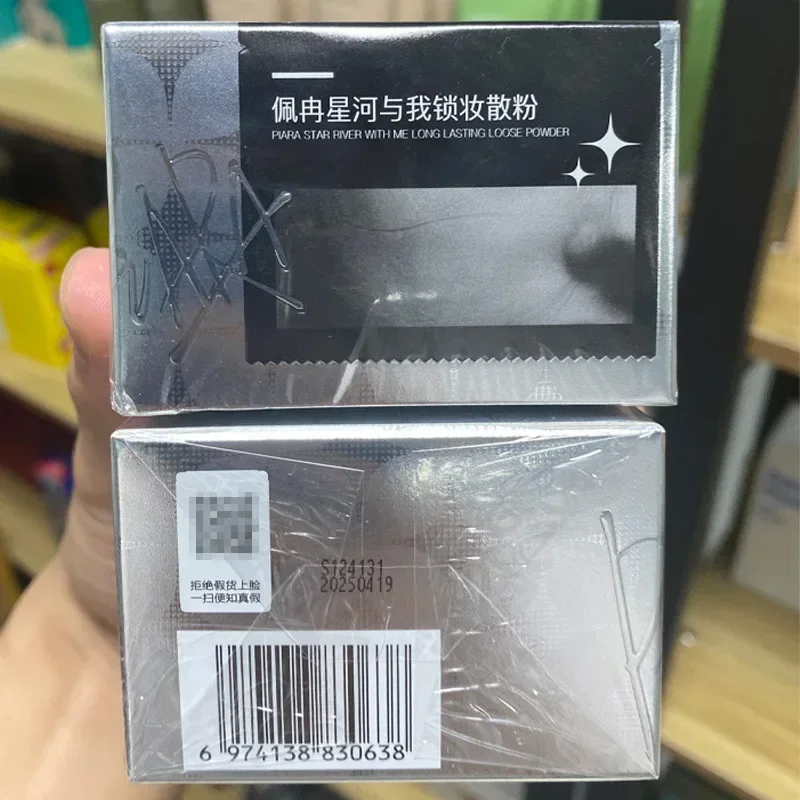 佩冉星河与我锁妆散粉
PIARA STAR RIVER WITH ME LONG LASTING LOOSE POWDER
拒绝假货上脸
一扫便知真假
S124131
20250419
6 974138 830638